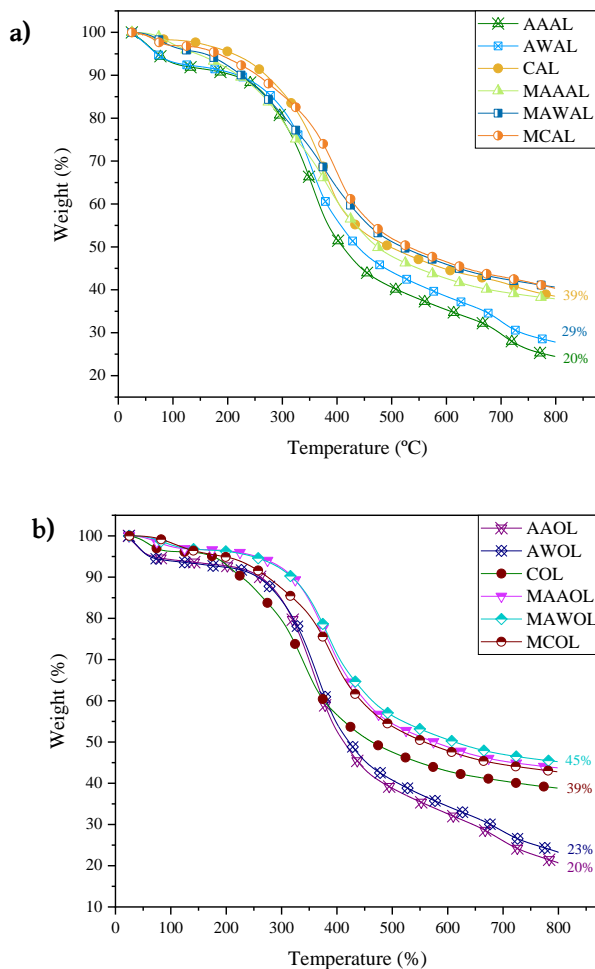 a)
100
90
80
70
60
50
40
30
20
Weight (%)
AAAL
AWAL
CAL
MAAAL
MAWAL
MCAL
39%
29%
20%
0 100 200 300 400 500 600 700 800
Temperature (ºC)
b)
100
90
80
70
60
50
40
30
20
10
Weight (%)
AAOL
AWOL
COL
MAAOL
MAWOL
MCOL
45%
39%
23%
20%
0 100 200 300 400 500 600 700 800
Temperature (%)